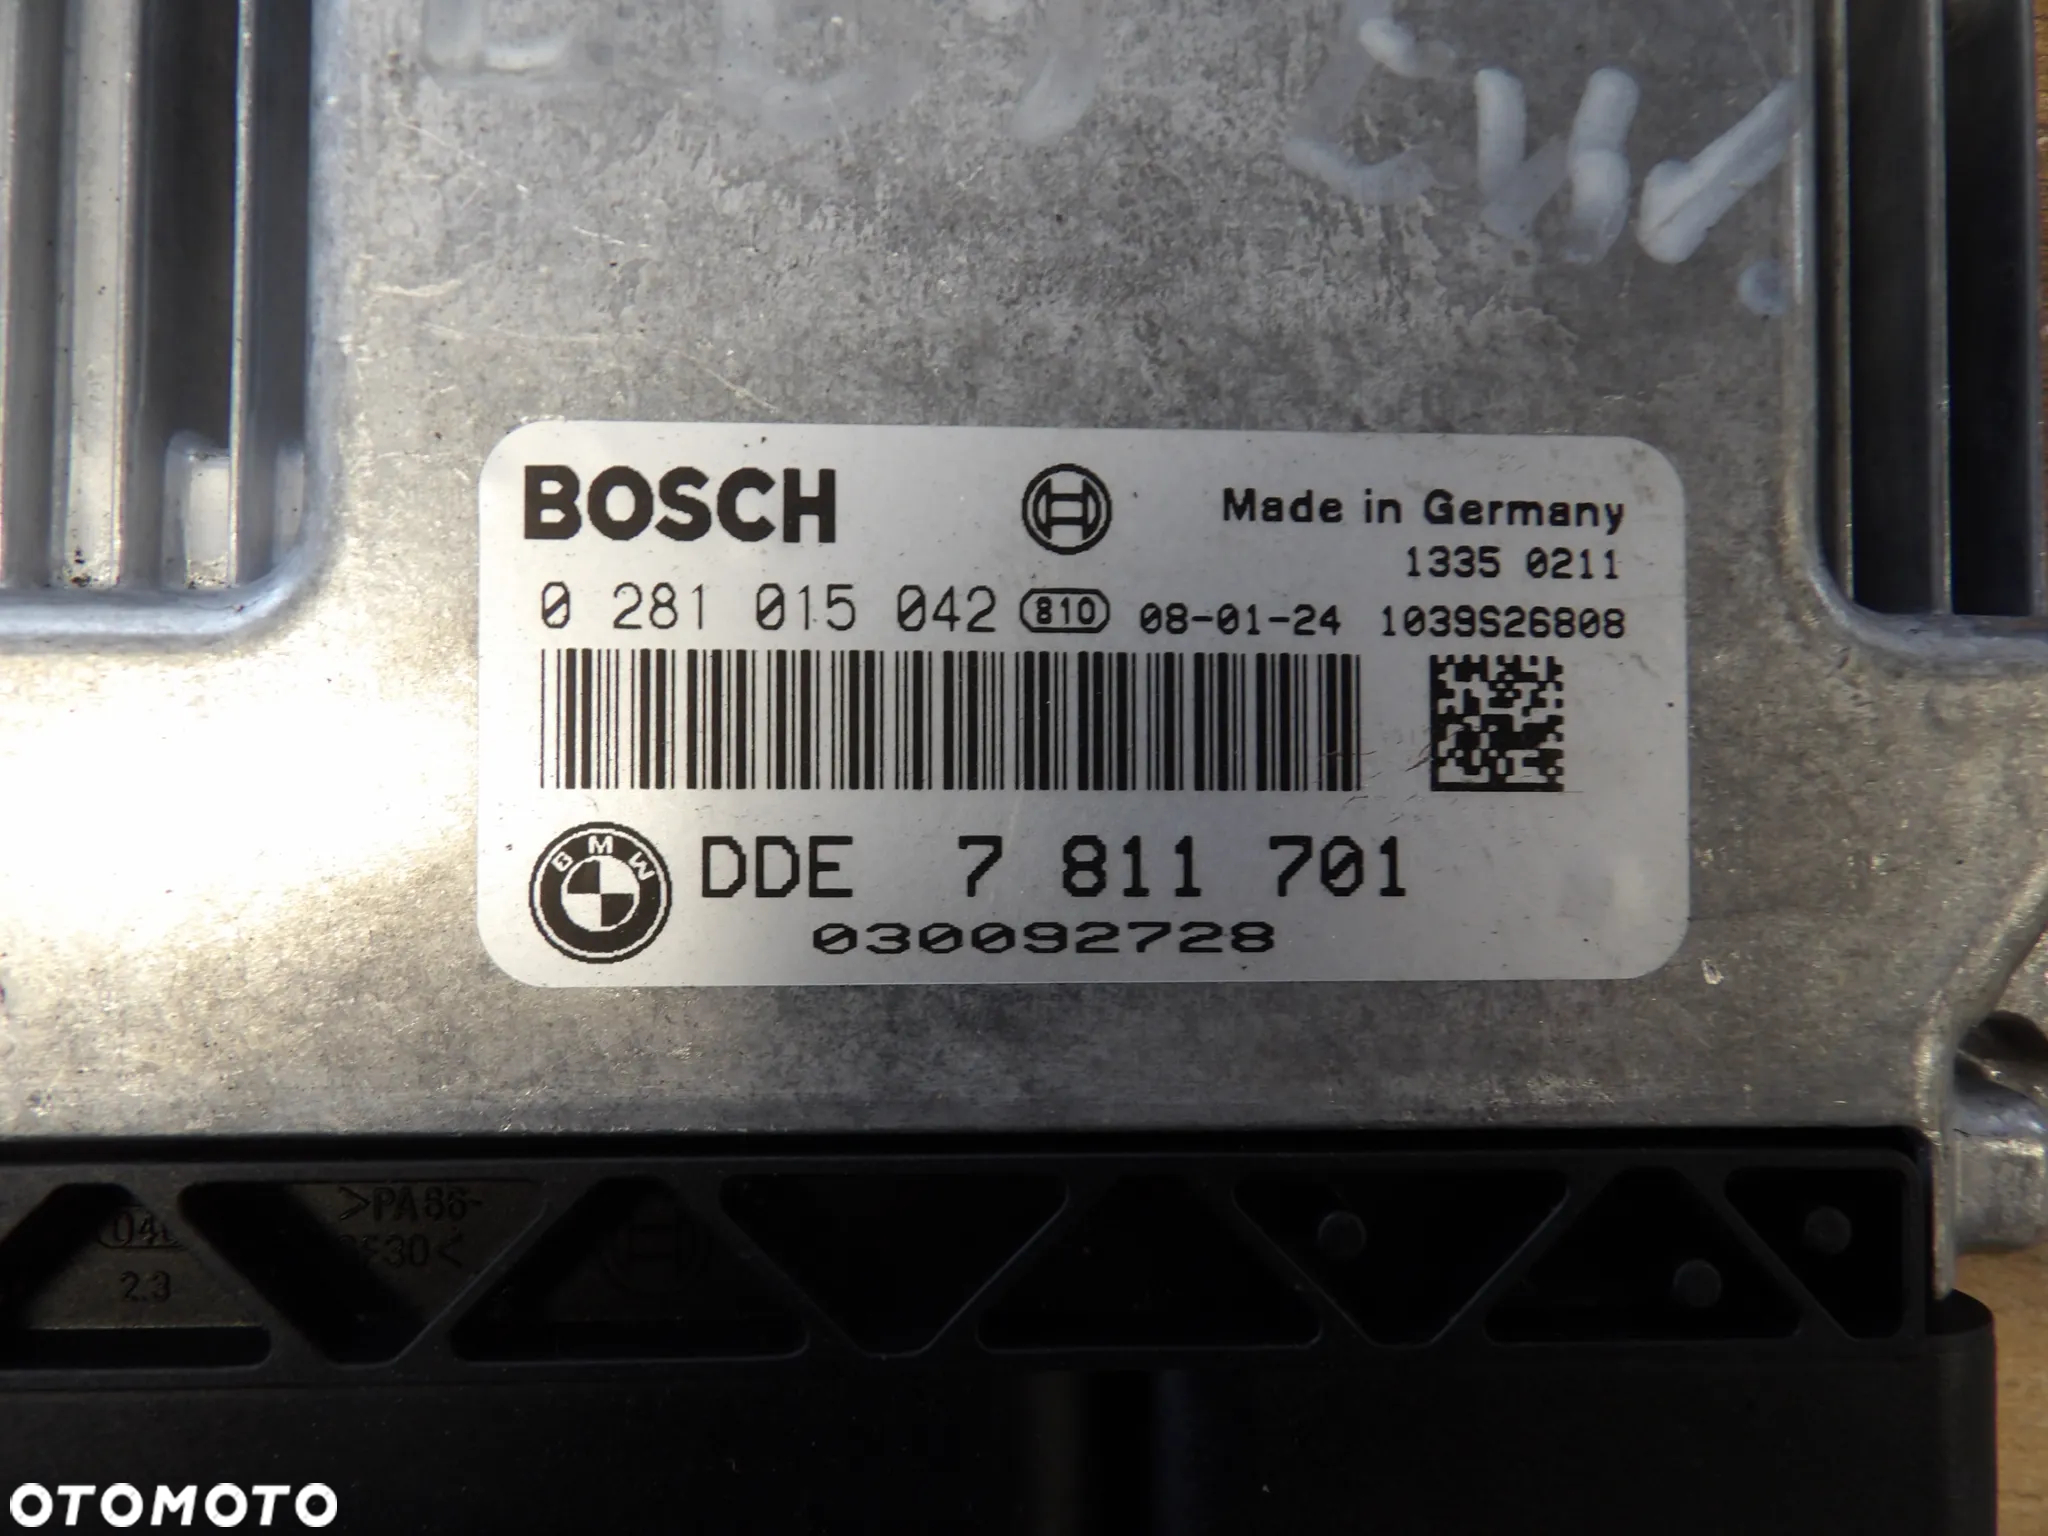 BOSCH
Made in Germany
1335 0211
0 281 015 042 810 08-01-24 1039S26808
BMW
DDE 7 811 701
030092728
>PA66-
2.3
OTOMOTO